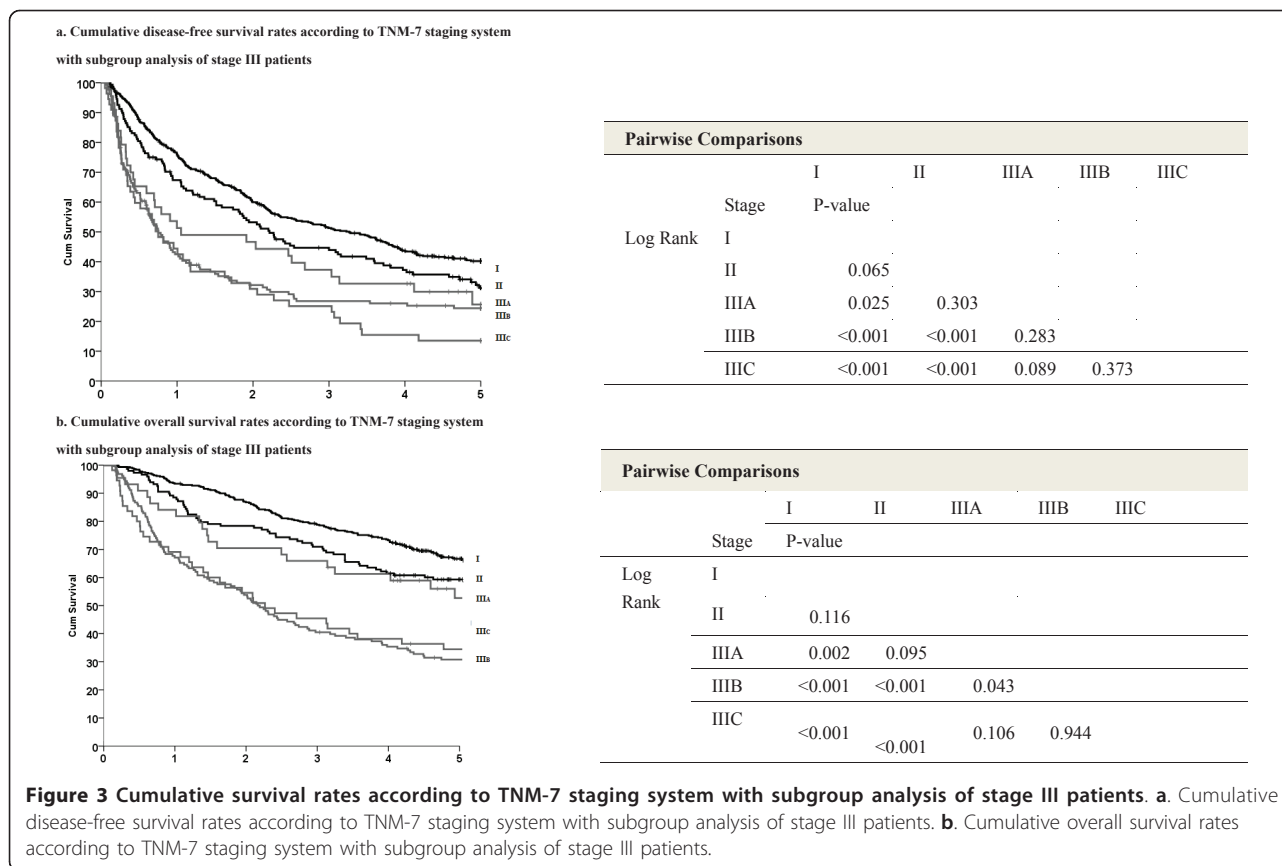 a. Cumulative disease-free survival rates according to TNM-7 staging system
with subgroup analysis of stage III patients
100
90
80
70
60
50
40
30
20
10
0
Cum Survival
I
II
IIIA
IIIB
IIIC
0 1 2 3 4 5
Pairwise Comparisons
I II IIIA IIIB IIIC
Stage P-value
Log Rank I
II 0.065
IIIA 0.025 0.303
IIIB <0.001 <0.001 0.283
IIIC <0.001 <0.001 0.089 0.373
b. Cumulative overall survival rates according to TNM-7 staging system
with subgroup analysis of stage III patients
100
90
80
70
60
50
40
30
20
10
0
Cum Survival
I
II
IIIA
IIIC
IIIB
0 1 2 3 4 5
Pairwise Comparisons
I II IIIA IIIB IIIC
Stage P-value
Log I
Rank
II 0.116
IIIA 0.002 0.095
IIIB <0.001 <0.001 0.043
IIIC <0.001 <0.001 0.106 0.944
Figure 3 Cumulative survival rates according to TNM-7 staging system with subgroup analysis of stage III patients. a. Cumulative
disease-free survival rates according to TNM-7 staging system with subgroup analysis of stage III patients. b. Cumulative overall survival rates
according to TNM-7 staging system with subgroup analysis of stage III patients.